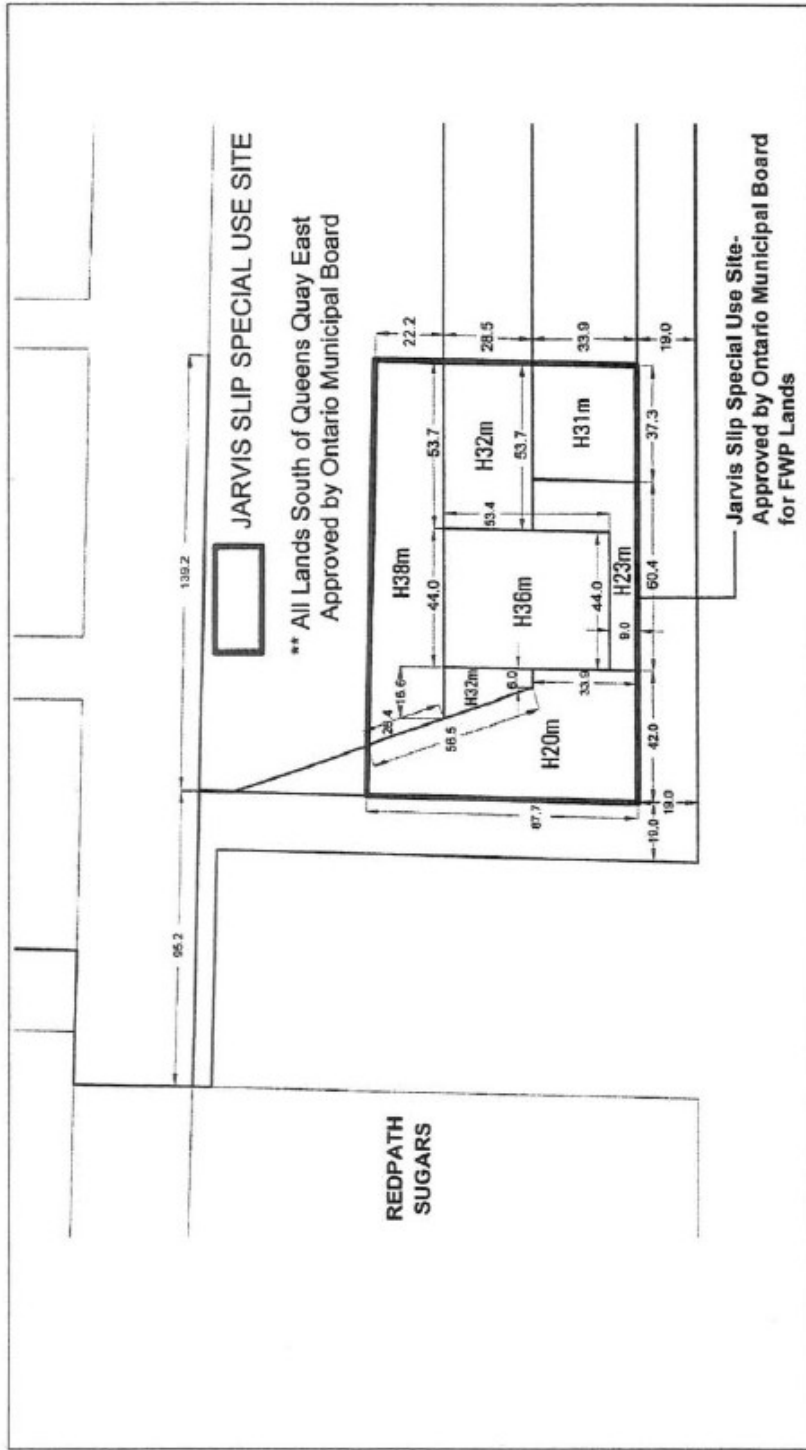 139.2
95.2
JARVIS SLIP SPECIAL USE SITE
** All Lands South of Queens Quay East
Approved by Ontario Municipal Board
REDPATH
SUGARS
22.2
28.5
33.9
19.0
53.7
44.0
16.6
26.4
H38m
H32m
53.7
53.4
H36m
H32m
6.0
56.5
H20m
87.7
33.9
44.0
H31m
H23m
9.0
37.3
60.4
42.0
19.0
19.0
Jarvis Slip Special Use Site-
Approved by Ontario Municipal Board
for FWP Lands